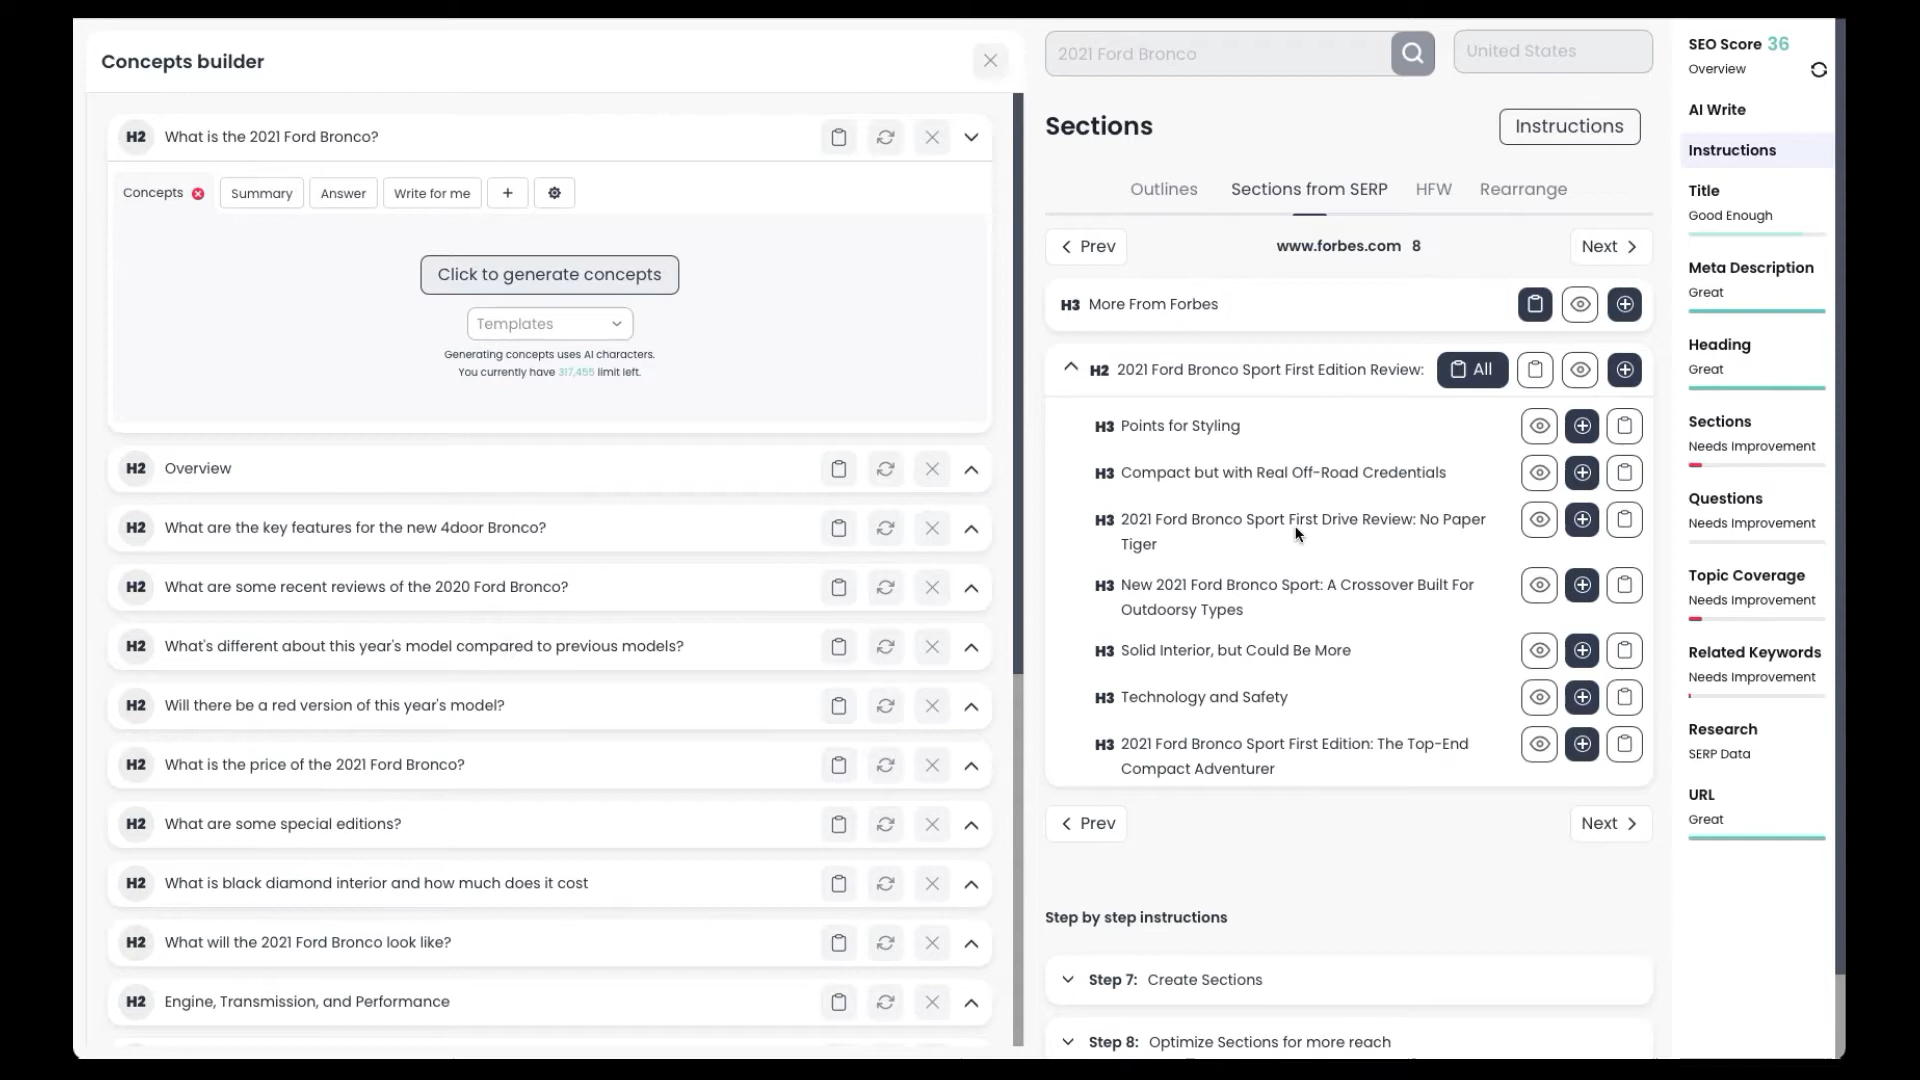 Concepts builder
H2 What is the 2021 Ford Bronco?
Concepts Summary Answer Write for me
Click to generate concepts
Templates
Generating concepts uses AI characters.
You currently have 317,455 limit left.
H2 Overview
H2 What are the key features for the new 4door Bronco?
H2 What are some recent reviews of the 2020 Ford Bronco?
H2 What's different about this year's model compared to previous models?
H2 Will there be a red version of this year's model?
H2 What is the price of the 2021 Ford Bronco?
H2 What are some special editions?
H2 What is black diamond interior and how much does it cost
H2 What will the 2021 Ford Bronco look like?
H2 Engine, Transmission, and Performance
2021 Ford Bronco
United States
Sections
Instructions
Outlines Sections from SERP HFW Rearrange
Prev www.forbes.com 8 Next
H3 More From Forbes
H2 2021 Ford Bronco Sport First Edition Review: All
H3 Points for Styling
H3 Compact but with Real Off-Road Credentials
H3 2021 Ford Bronco Sport First Drive Review: No Paper
Tiger
H3 New 2021 Ford Bronco Sport: A Crossover Built For
Outdoorsy Types
H3 Solid Interior, but Could Be More
H3 Technology and Safety
H3 2021 Ford Bronco Sport First Edition: The Top-End
Compact Adventurer
Prev Next
Step by step instructions
Step 7: Create Sections
Step 8: Optimize Sections for more reach
SEO Score 36
Overview
AI Write
Instructions
Title
Good Enough
Meta Description
Great
Heading
Great
Sections
Needs Improvement
Questions
Needs Improvement
Topic Coverage
Needs Improvement
Related Keywords
Needs Improvement
Research
SERP Data
URL
Great